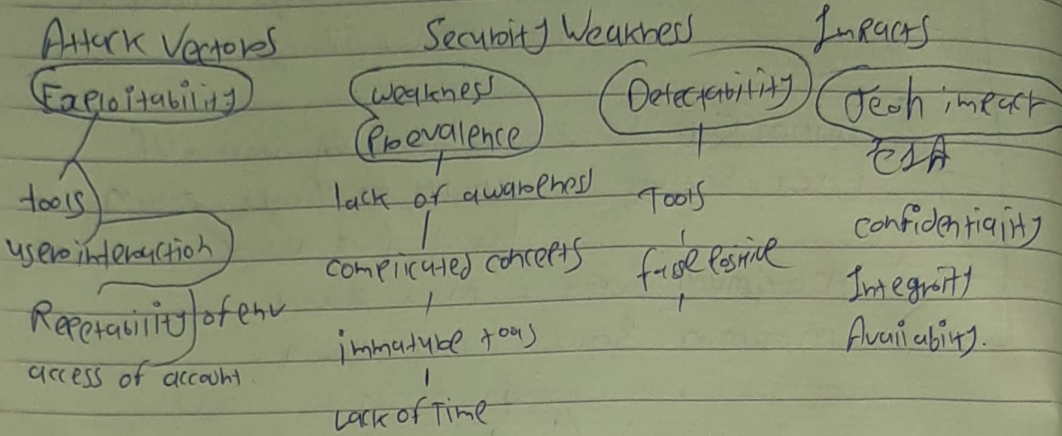 Attack Vectores
Exploitability
tools
user interaction
Repetability of env
access of account.
Security Weakness
Weakness
Prevalence
lack of awareness
complicated concepts
immature tools
Lack of Time
Detectability
Tools
false Positive
Impacts
Tech impact
CIA
Confidentiality
Integrity
Availability.